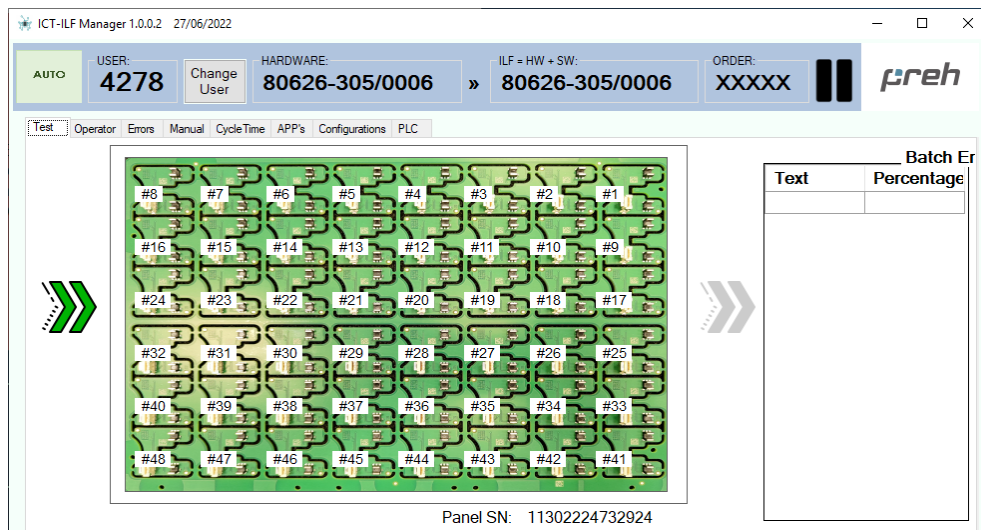 ICT-ILF Manager 1.0.0.2 27/06/2022
AUTO
USER:
4278
Change
User
HARDWARE:
80626-305/0006
»
ILF = HW + SW:
80626-305/0006
ORDER:
XXXXX
preh
Test Operator Errors Manual CycleTime APP's Configurations PLC
#8 #7 #6 #5 #4 #3 #2 #1
#16 #15 #14 #13 #12 #11 #10 #9
#24 #23 #22 #21 #20 #19 #18 #17
#32 #31 #30 #29 #28 #27 #26 #25
#40 #39 #38 #37 #36 #35 #34 #33
#48 #47 #46 #45 #44 #43 #42 #41
Panel SN: 11302224732924
Batch Er
Text Percentage